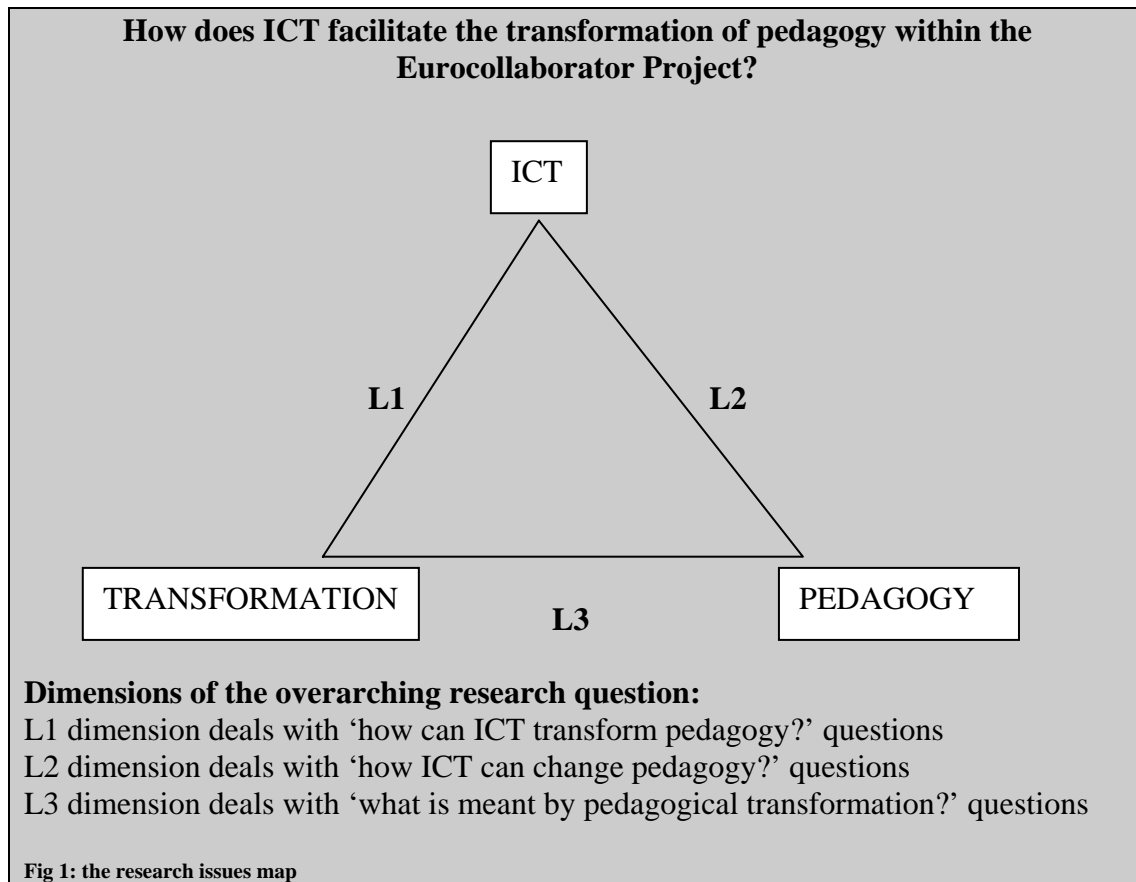 How does ICT facilitate the transformation of pedagogy within the
Eurocollaborator Project?
ICT
L1
L2
TRANSFORMATION
PEDAGOGY
L3
Dimensions of the overarching research question:
L1 dimension deals with ‘how can ICT transform pedagogy?’ questions
L2 dimension deals with ‘how ICT can change pedagogy?’ questions
L3 dimension deals with ‘what is meant by pedagogical transformation?’ questions
Fig 1: the research issues map